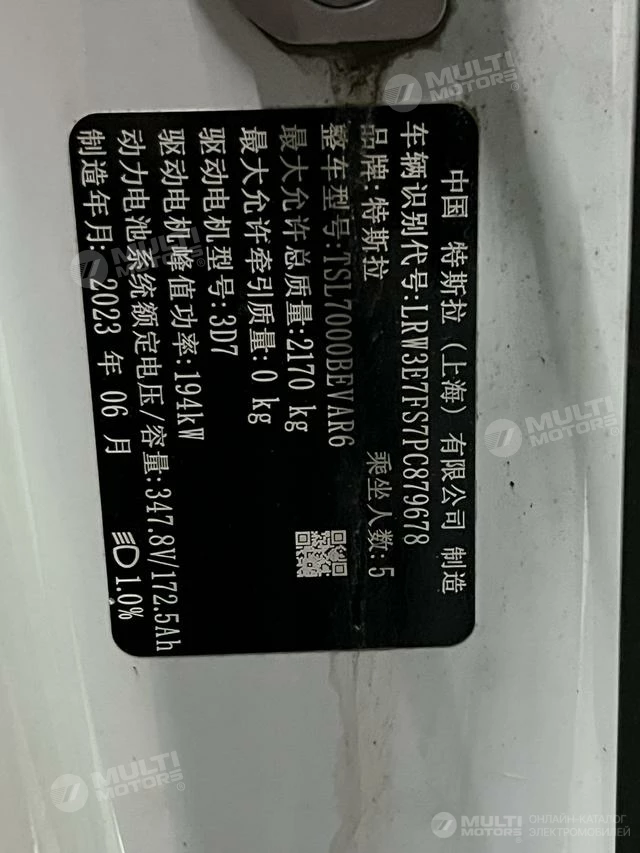 中国 特斯拉（上海）有限公司 制造
车辆识别代号:LRW3E7FS7PC879678
品牌:特斯拉 乘坐人数:5
整车型号:TSL7000BEVAR6
最大允许总质量:2170 kg
最大允许牵引质量:0 kg
驱动电机型号:3D7
驱动电机峰值功率:194kW
动力电池系统额定电压/容量:347.8V/172.5Ah
制造年月:2023 年 06 月 1.0%
MULTI MOTORS®
MULTI MOTORS®
MULTI MOTORS®
MULTI MOTORS®
MULTI MOTORS® ОНЛАЙН-КАТАЛОГ ЭЛЕКТРОМОБИЛЕЙ